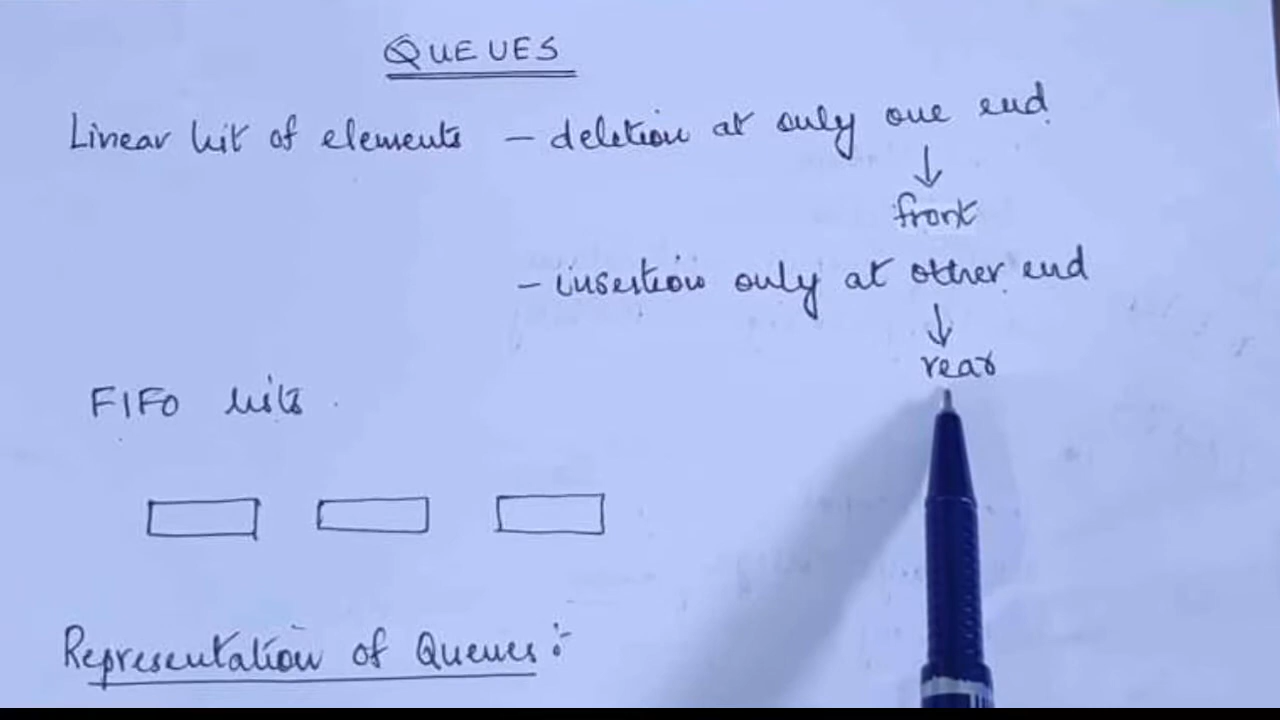 QUEUES
Linear list of elements - deletion at only one end
↓
front
- insertion only at other end
↓
rear
FIFO lists
Representation of Queues :-